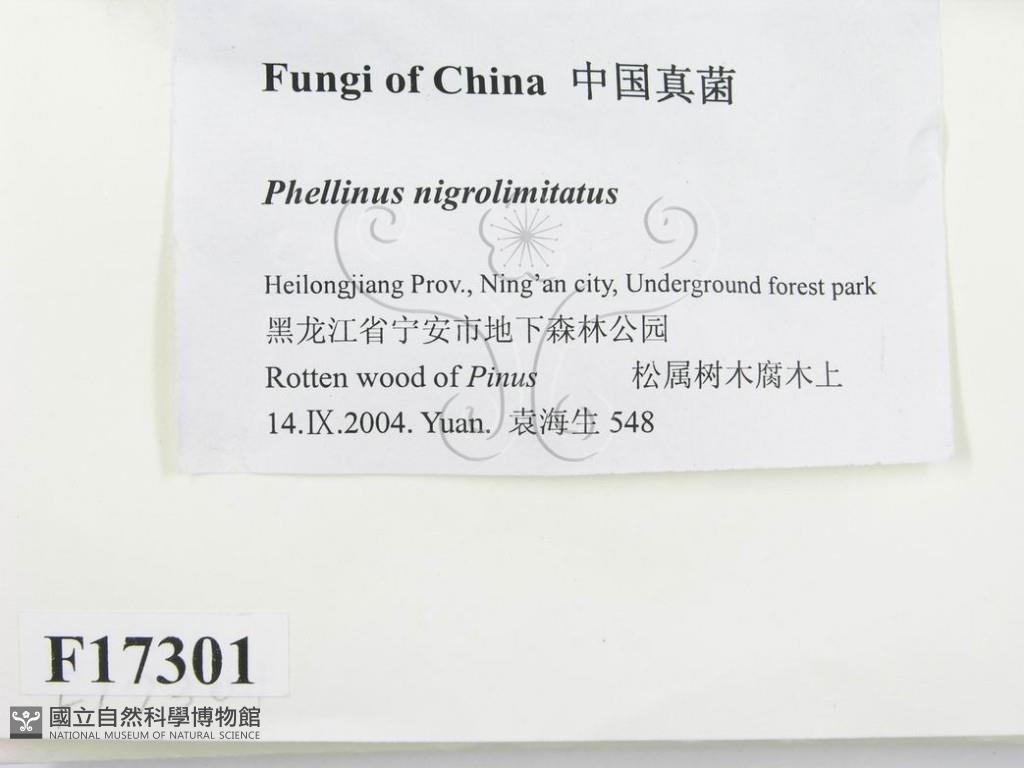 Fungi of China 中国真菌
Phellinus nigrolimitatus
Heilongjiang Prov., Ning'an city, Underground forest park
黑龙江省宁安市地下森林公园
Rotten wood of Pinus 松属树木腐木上
14.Ⅸ.2004. Yuan. 袁海生 548
F17301
國立自然科學博物館
NATIONAL MUSEUM OF NATURAL SCIENCE